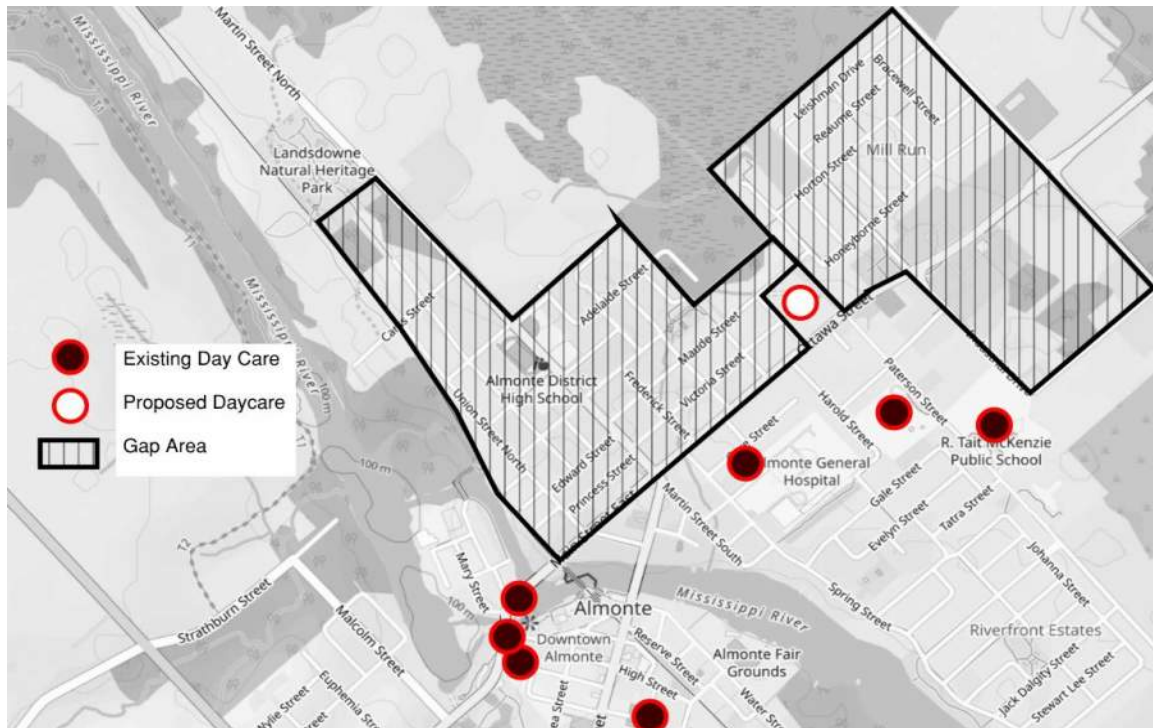 Martin Street North
Mississippi River
Landsdowne
Natural Heritage
Park
Leishman Drive
Bracewell Street
Reaume Street
Mill Run
Horton Street
Honeyborne Street
Mississippi River
Adelaide Street
Maude Street
Victoria Street
Frederick Street
Almonte District
High School
Union Street North
Edward Street
Princess Street
Existing Day Care
Proposed Daycare
Gap Area
100 m
100 m
Paterson Street
Harold Street
R. Tait McKenzie
Public School
General
Hospital
Gale Street
Evelyn Street
Tatra Street
Martin Street South
Johanna Street
Spring Street
T2
Strathburn Street
Malcolm Street
Mary Street
100 m
Almonte
Mississippi River
Downtown
Almonte
Reserve Street
High Street
Almonte Fair
Grounds
Water Street
Riverfront Estates
Jack Dalgity Street
Stewart Lee Street
Euphemia Street
Street